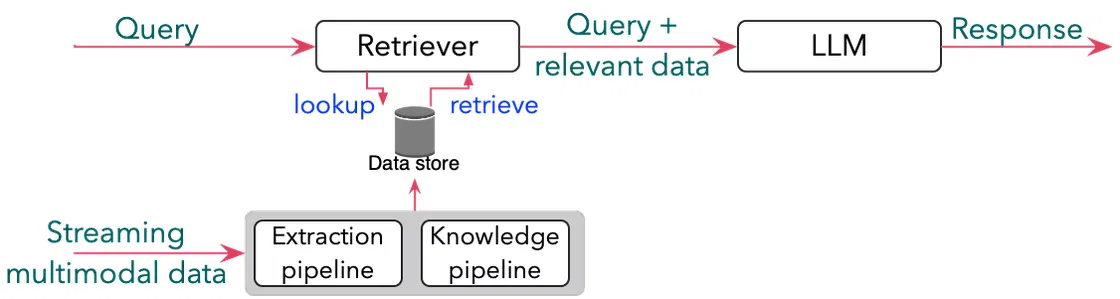 Query
Retriever
Query +
relevant data
LLM
Response
lookup
retrieve
Data store
Streaming
multimodal data
Extraction
pipeline
Knowledge
pipeline